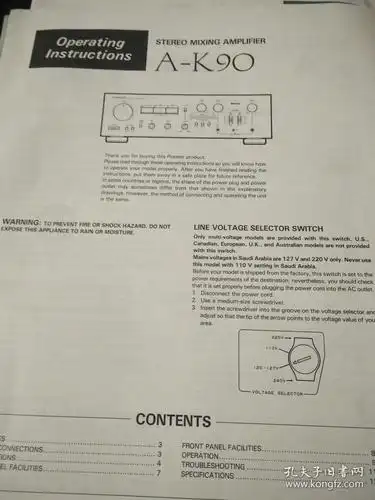 Operating
Instructions
STEREO MIXING AMPLIFIER
A-K90
Thank you for buying this Pioneer product.
Please read through these operating instructions so you will know how
to operate your model properly. After you have finished reading the
instructions, put them away in a safe place for future reference.
In some countries or regions, the shape of the power plug and power
outlet may sometimes differ from that shown in the explanatory
drawings. However, the method of connecting and operating the unit
is the same.
WARNING: TO PREVENT FIRE OR SHOCK HAZARD, DO NOT
EXPOSE THIS APPLIANCE TO RAIN OR MOISTURE.
LINE VOLTAGE SELECTOR SWITCH
Only multi-voltage models are provided with this switch. U.S.,
Canadian, European, U.K., and Australian models are not provided
with this switch.
Mains voltages in Saudi Arabia are 127 V and 220 V only. Never use
this model with 110 V setting in Saudi Arabia.
Before your model is shipped from the factory, this switch is set to the
power requirements of the destination; nevertheless, you should check
that it is set properly before plugging the power cord into the AC outlet.
1 Disconnect the power cord.
2 Use a medium-size screwdriver.
3 Insert the screwdriver into the groove on the voltage selector and
adjust so that the tip of the arrow points to the voltage value of your
area.
220V
110V
120-127V
240V
VOLTAGE SELECTOR
CONTENTS
ES 3
CONNECTIONS 3
TIONS 4
EL FACILITIES 7
FRONT PANEL FACILITIES 8
OPERATION
TROUBLESHOOTING
SPECIFICATIONS
孔夫子旧书网
www.kongfz.com